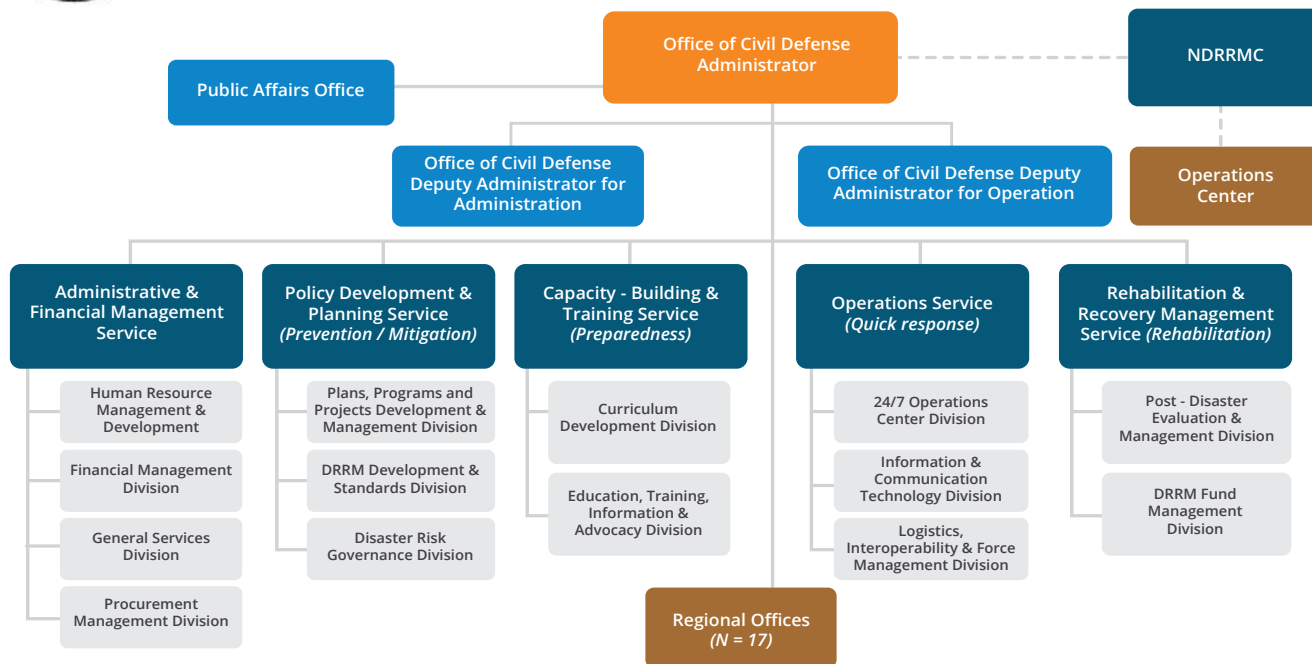 Office of Civil Defense
Administrator
NDRRMC
Public Affairs Office
Office of Civil Defense
Deputy Administrator for
Administration
Office of Civil Defense Deputy
Administrator for Operation
Operations
Center
Administrative &
Financial Management
Service
Policy Development &
Planning Service
(Prevention / Mitigation)
Capacity - Building &
Training Service
(Preparedness)
Operations Service
(Quick response)
Rehabilitation &
Recovery Management
Service (Rehabilitation)
Human Resource
Management &
Development
Financial Management
Division
General Services
Division
Procurement
Management Division
Plans, Programs and
Projects Development &
Management Division
DRRM Development &
Standards Division
Disaster Risk
Governance Division
Curriculum
Development Division
Education, Training,
Information &
Advocacy Division
24/7 Operations
Center Division
Information &
Communication
Technology Division
Logistics,
Interoperability & Force
Management Division
Post - Disaster
Evaluation &
Management Division
DRRM Fund
Management
Division
Regional Offices
(N = 17)